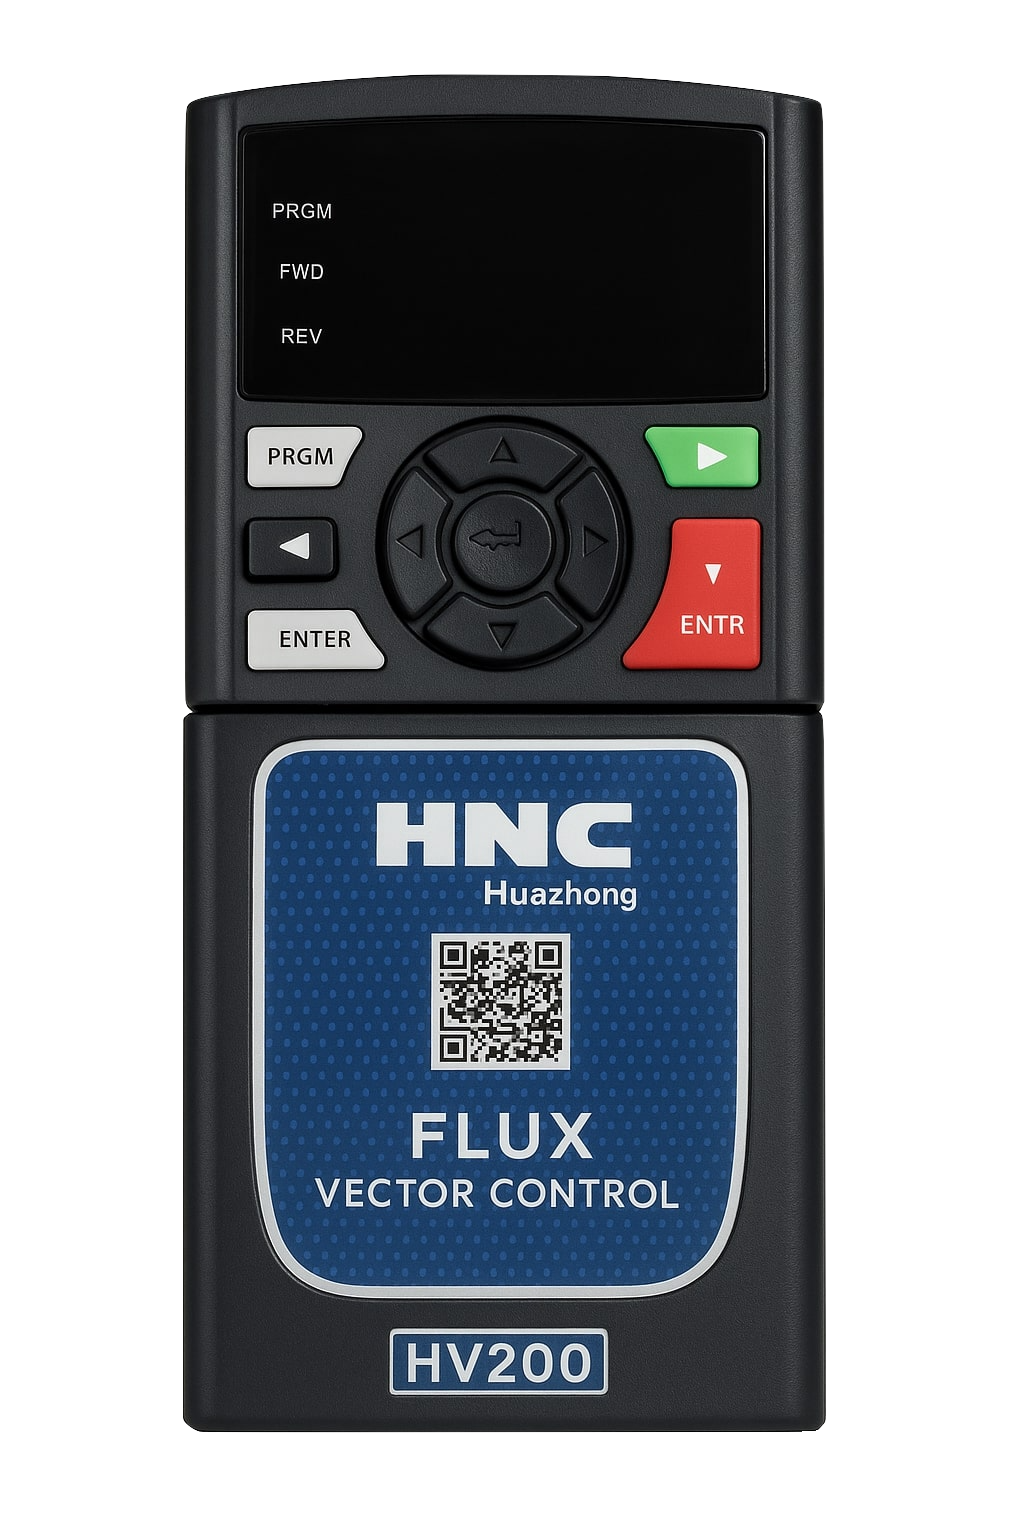 PRGM
FWD
REV
PRGM
ENTER
ENTR
HNC
Huazhong
FLUX
VECTOR CONTROL
HV200